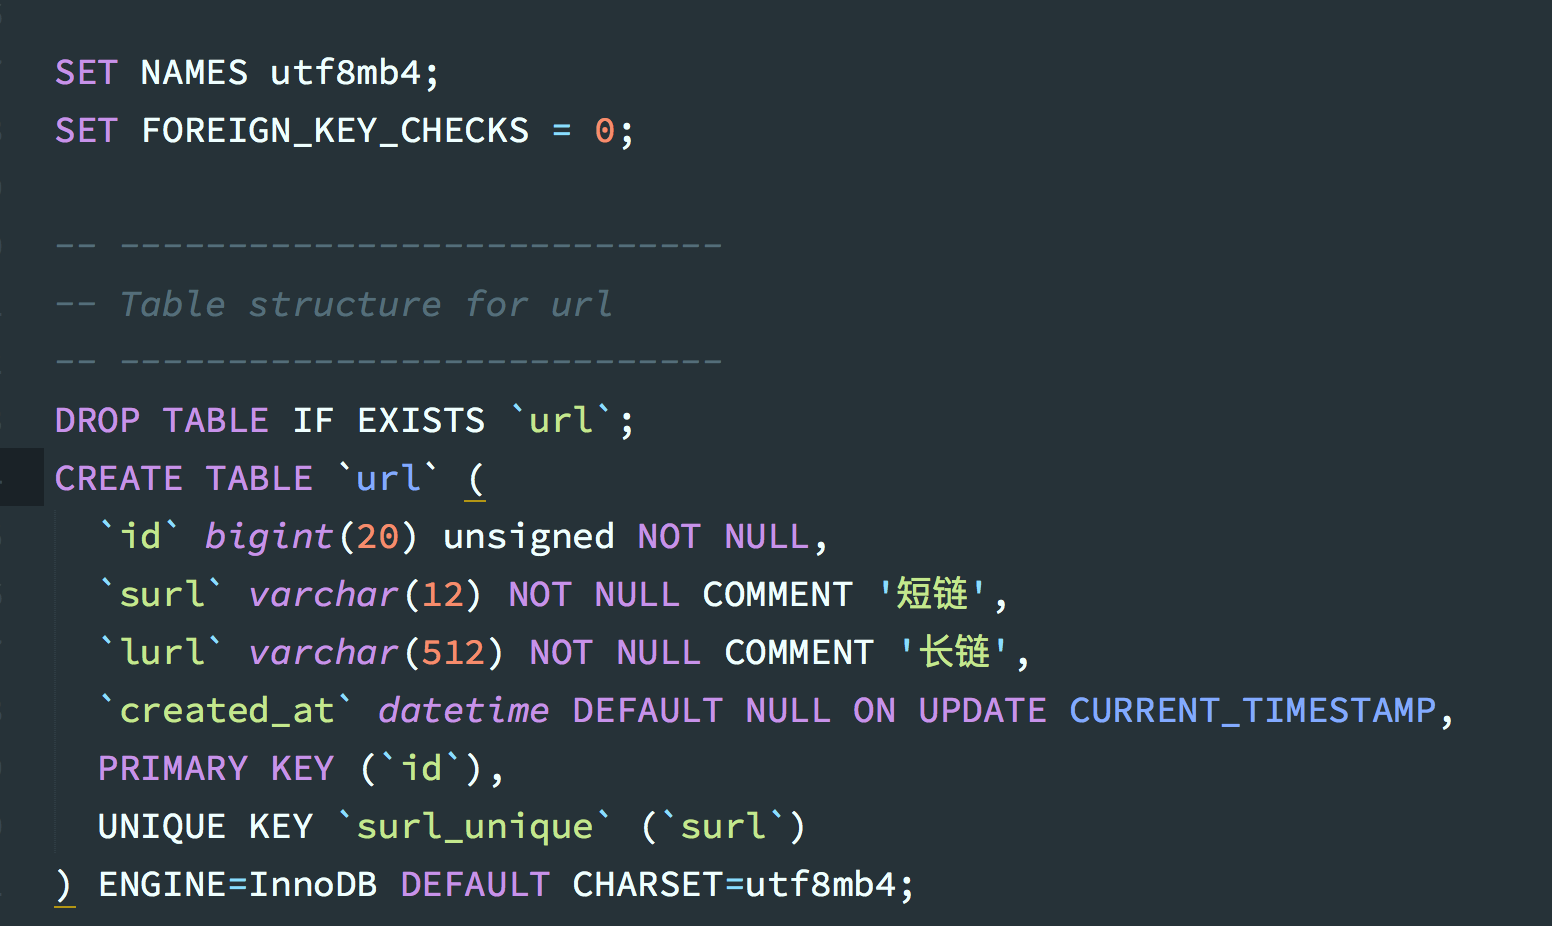 SET NAMES utf8mb4;
SET FOREIGN_KEY_CHECKS = 0;
-- ----------------------------
-- Table structure for url
-- ----------------------------
DROP TABLE IF EXISTS `url`;
CREATE TABLE `url` (
  `id` bigint(20) unsigned NOT NULL,
  `surl` varchar(12) NOT NULL COMMENT '短链',
  `lurl` varchar(512) NOT NULL COMMENT '长链',
  `created_at` datetime DEFAULT NULL ON UPDATE CURRENT_TIMESTAMP,
  PRIMARY KEY (`id`),
  UNIQUE KEY `surl_unique` (`surl`)
) ENGINE=InnoDB DEFAULT CHARSET=utf8mb4;